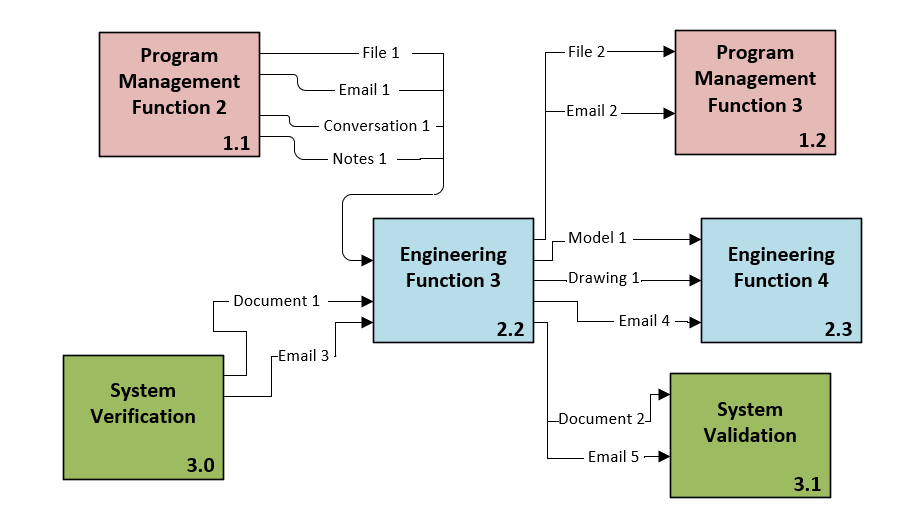 Program
Management
Function 2
1.1
File 1
Email 1
Conversation 1
Notes 1
File 2
Email 2
Program
Management
Function 3
1.2
Engineering
Function 3
2.2
Model 1
Drawing 1
Email 4
Engineering
Function 4
2.3
Document 1
Email 3
System
Verification
3.0
Document 2
Email 5
System
Validation
3.1